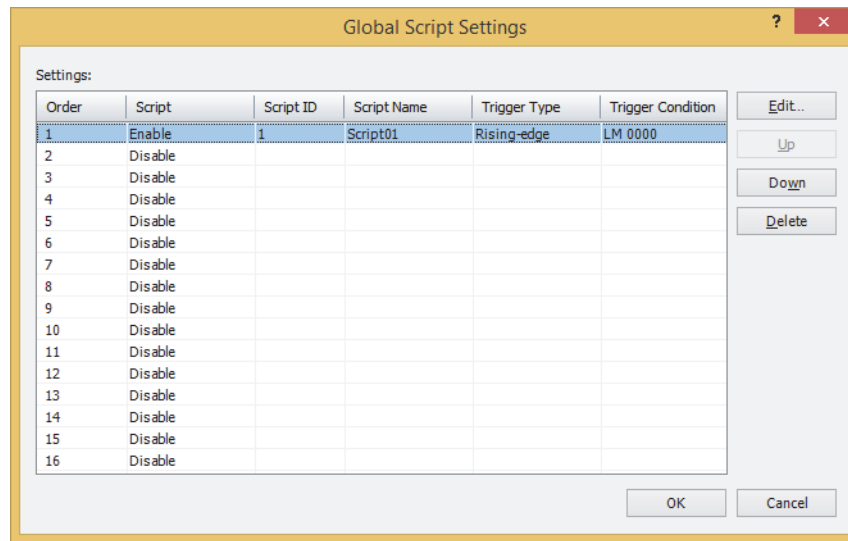 Global Script Settings
? ×
Settings:
Order Script Script ID Script Name Trigger Type Trigger Condition
1 Enable 1 Script01 Rising-edge LM 0000
2 Disable
3 Disable
4 Disable
5 Disable
6 Disable
7 Disable
8 Disable
9 Disable
10 Disable
11 Disable
12 Disable
13 Disable
14 Disable
15 Disable
16 Disable
Edit...
Up
Down
Delete
OK Cancel